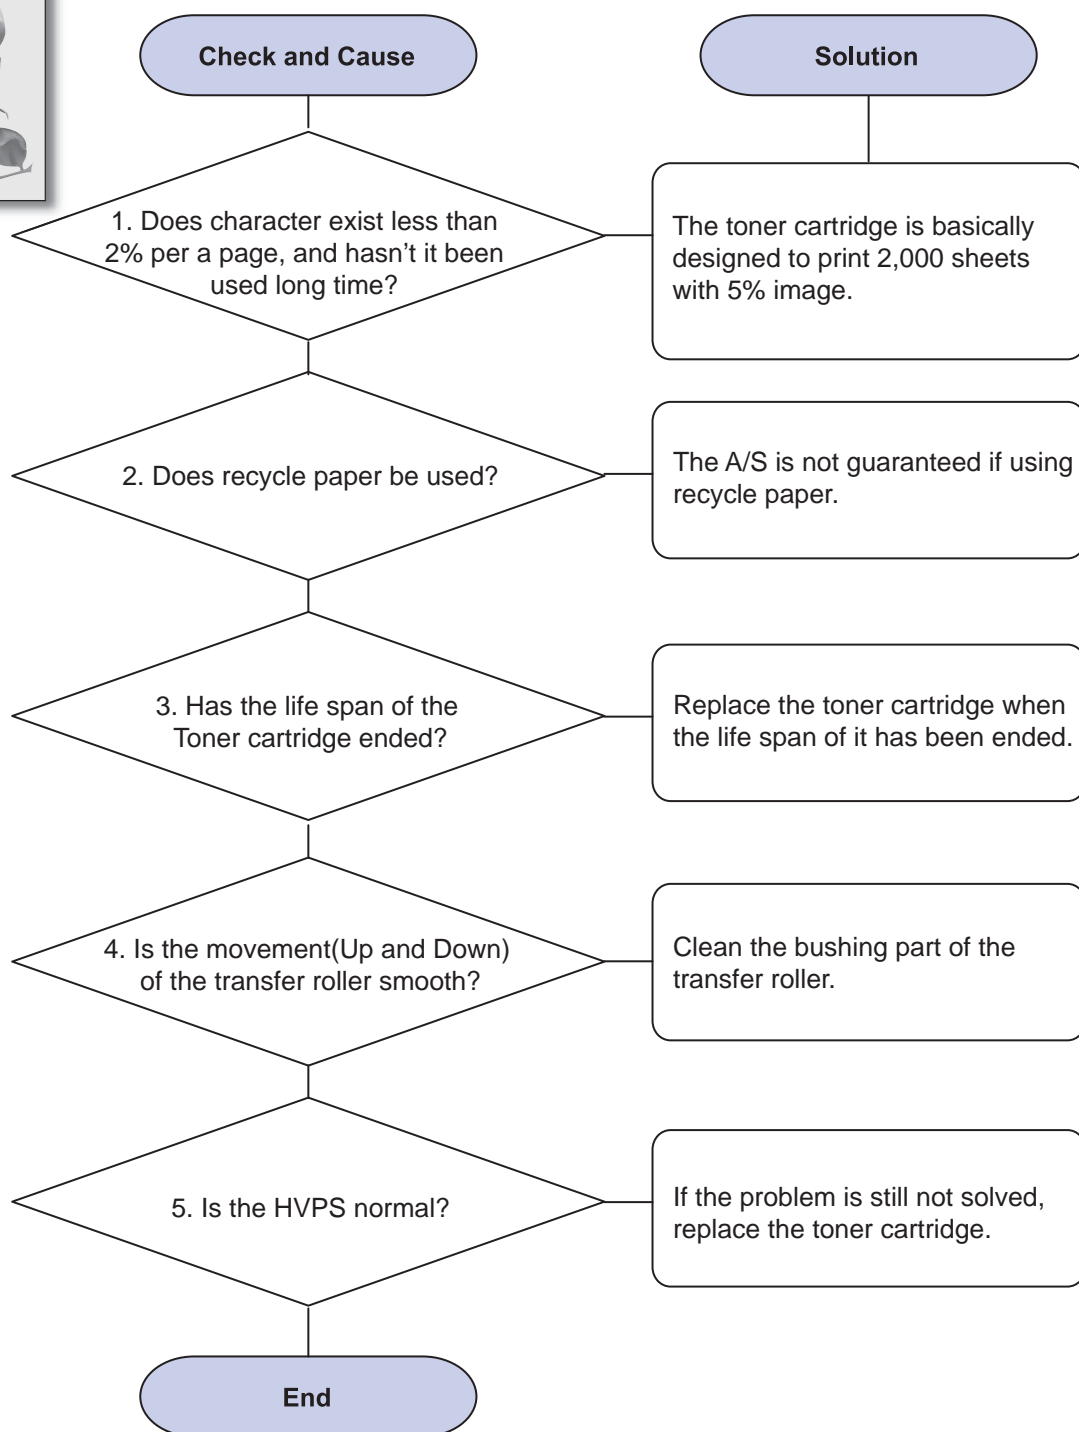 Check and Cause
Solution
1. Does character exist less than
2% per a page, and hasn't it been
used long time?
The toner cartridge is basically
designed to print 2,000 sheets
with 5% image.
2. Does recycle paper be used?
The A/S is not guaranteed if using
recycle paper.
3. Has the life span of the
Toner cartridge ended?
Replace the toner cartridge when
the life span of it has been ended.
4. Is the movement(Up and Down)
of the transfer roller smooth?
Clean the bushing part of the
transfer roller.
5. Is the HVPS normal?
If the problem is still not solved,
replace the toner cartridge.
End